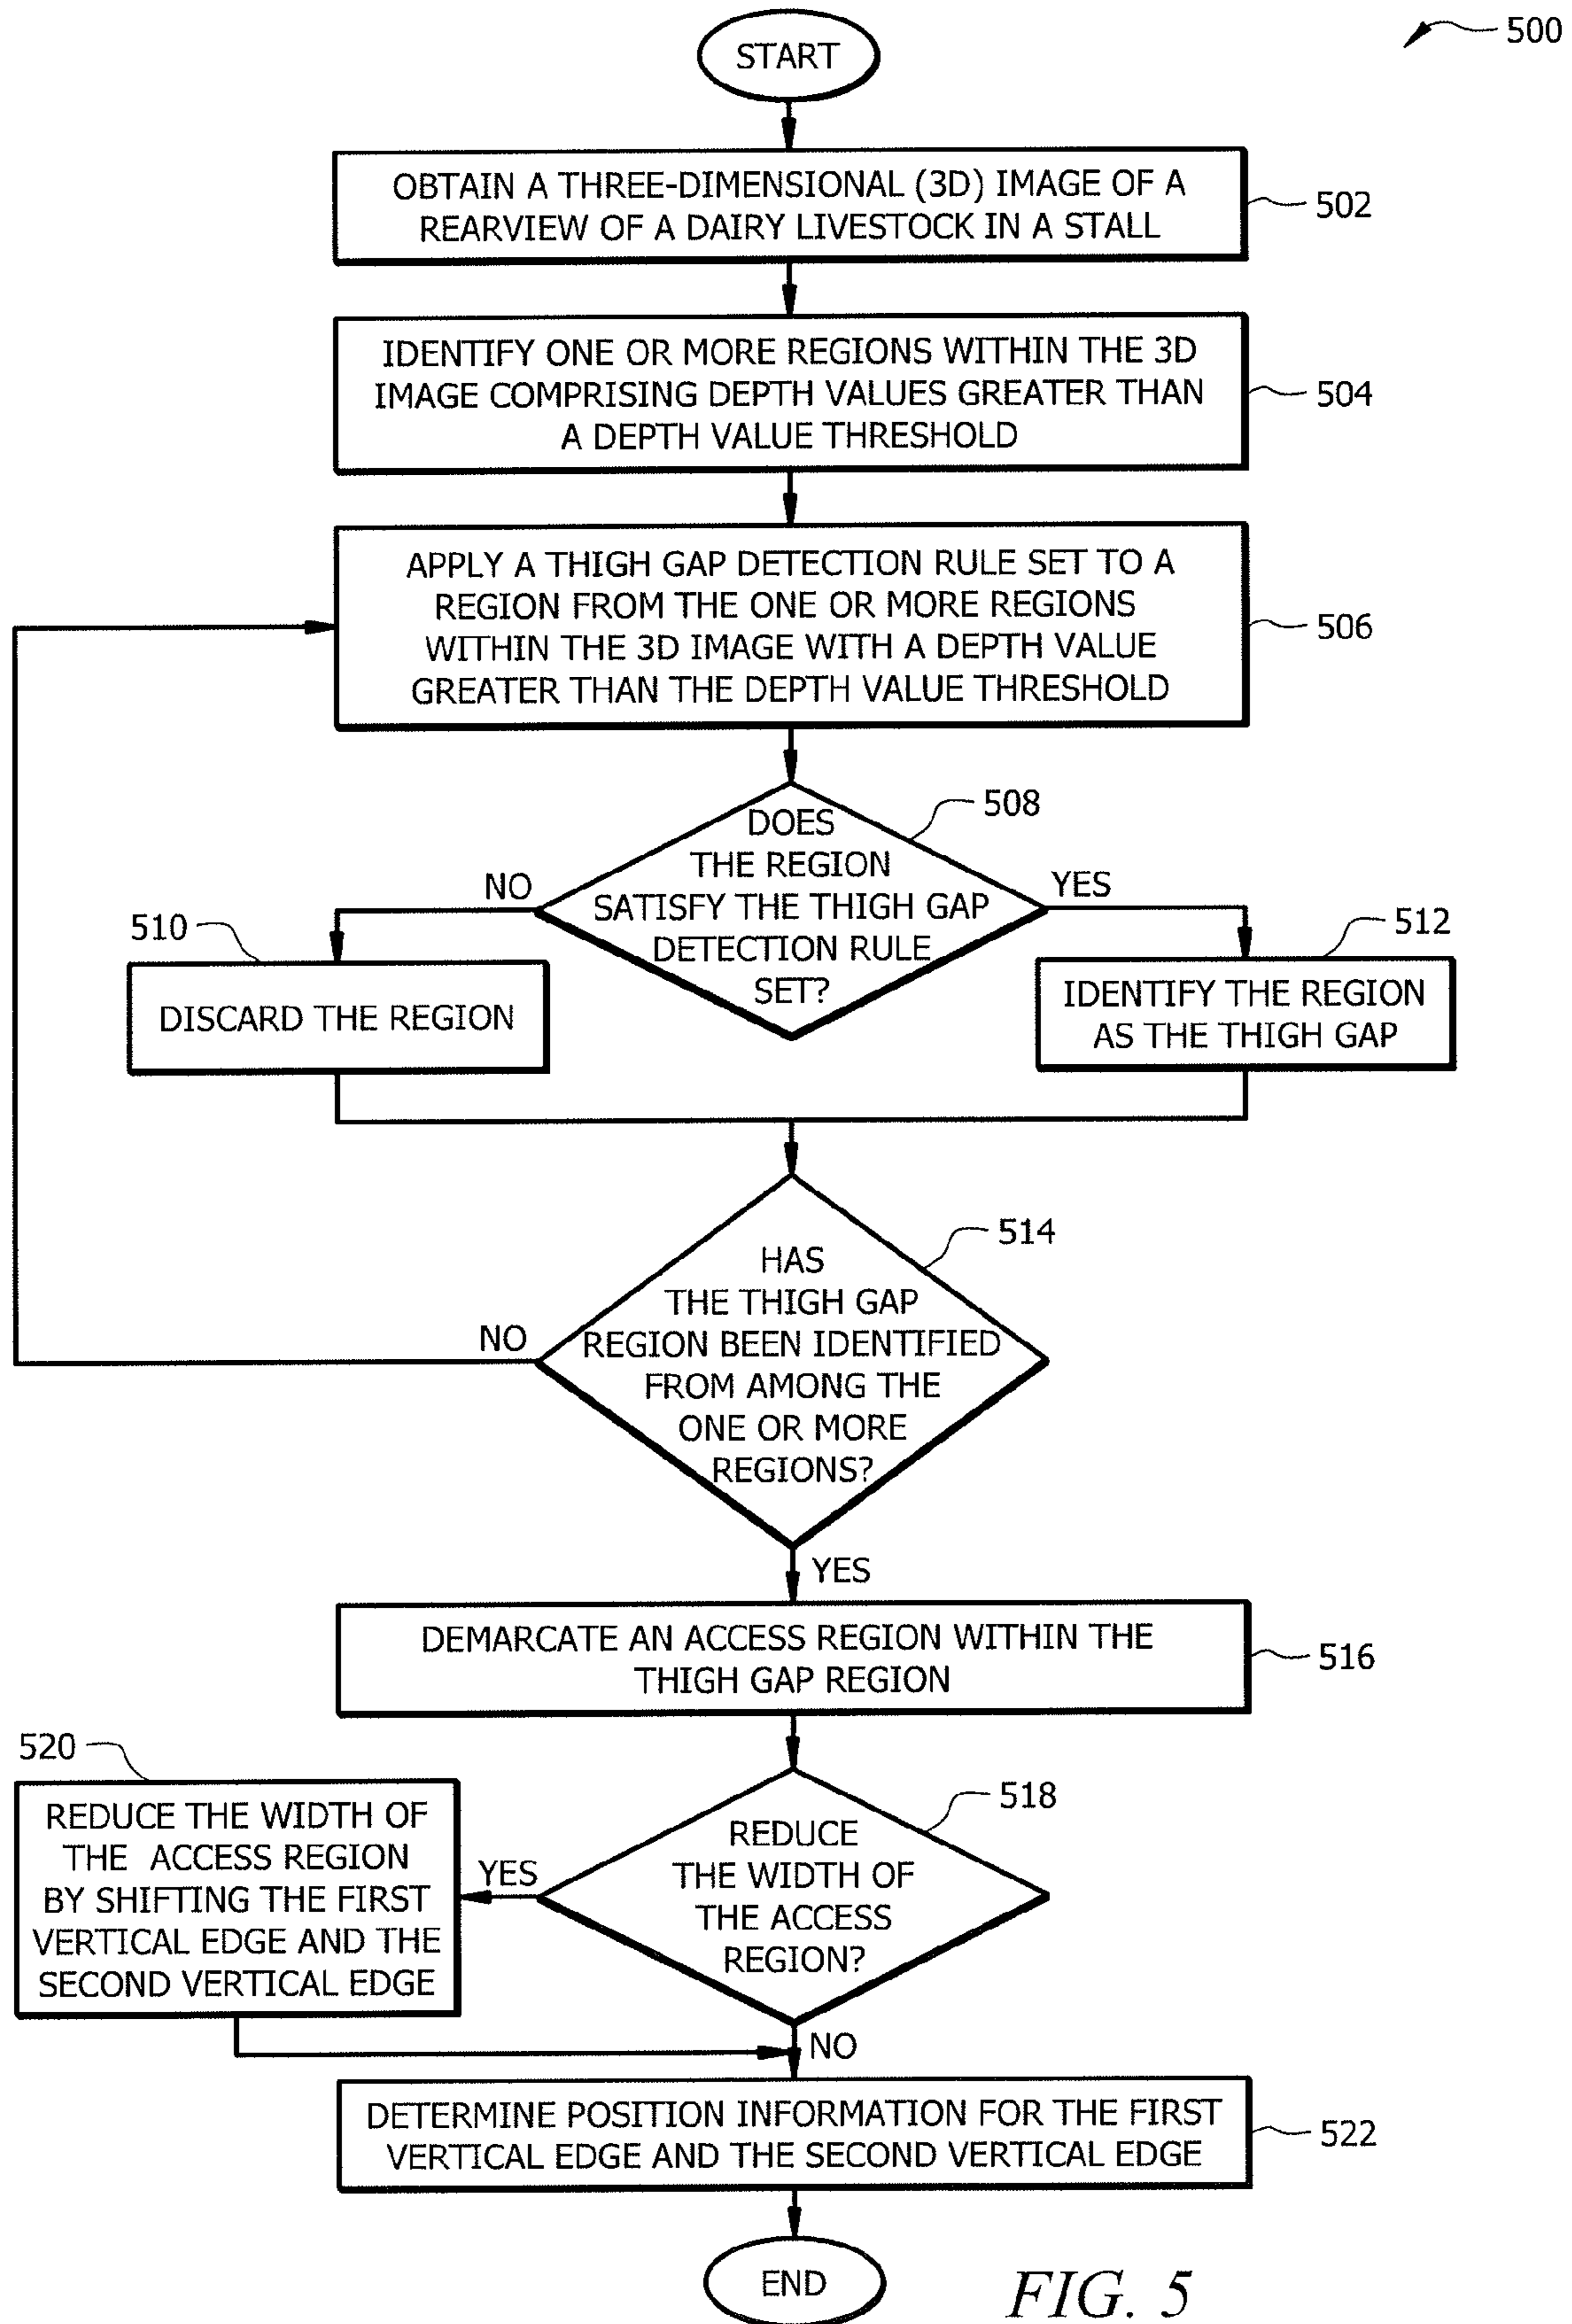 500
START
OBTAIN A THREE-DIMENSIONAL (3D) IMAGE OF A
REARVIEW OF A DAIRY LIVESTOCK IN A STALL
502
IDENTIFY ONE OR MORE REGIONS WITHIN THE 3D
IMAGE COMPRISING DEPTH VALUES GREATER THAN
A DEPTH VALUE THRESHOLD
504
APPLY A THIGH GAP DETECTION RULE SET TO A
REGION FROM THE ONE OR MORE REGIONS
WITHIN THE 3D IMAGE WITH A DEPTH VALUE
GREATER THAN THE DEPTH VALUE THRESHOLD
506
DOES
THE REGION
SATISFY THE THIGH GAP
DETECTION RULE
SET?
508
NO
YES
510
DISCARD THE REGION
512
IDENTIFY THE REGION
AS THE THIGH GAP
HAS
THE THIGH GAP
REGION BEEN IDENTIFIED
FROM AMONG THE
ONE OR MORE
REGIONS?
514
NO
YES
DEMARCATE AN ACCESS REGION WITHIN THE
THIGH GAP REGION
516
REDUCE
THE WIDTH OF
THE ACCESS
REGION?
518
YES
520
REDUCE THE WIDTH OF
THE ACCESS REGION
BY SHIFTING THE FIRST
VERTICAL EDGE AND THE
SECOND VERTICAL EDGE
NO
DETERMINE POSITION INFORMATION FOR THE FIRST
VERTICAL EDGE AND THE SECOND VERTICAL EDGE
522
END
FIG. 5